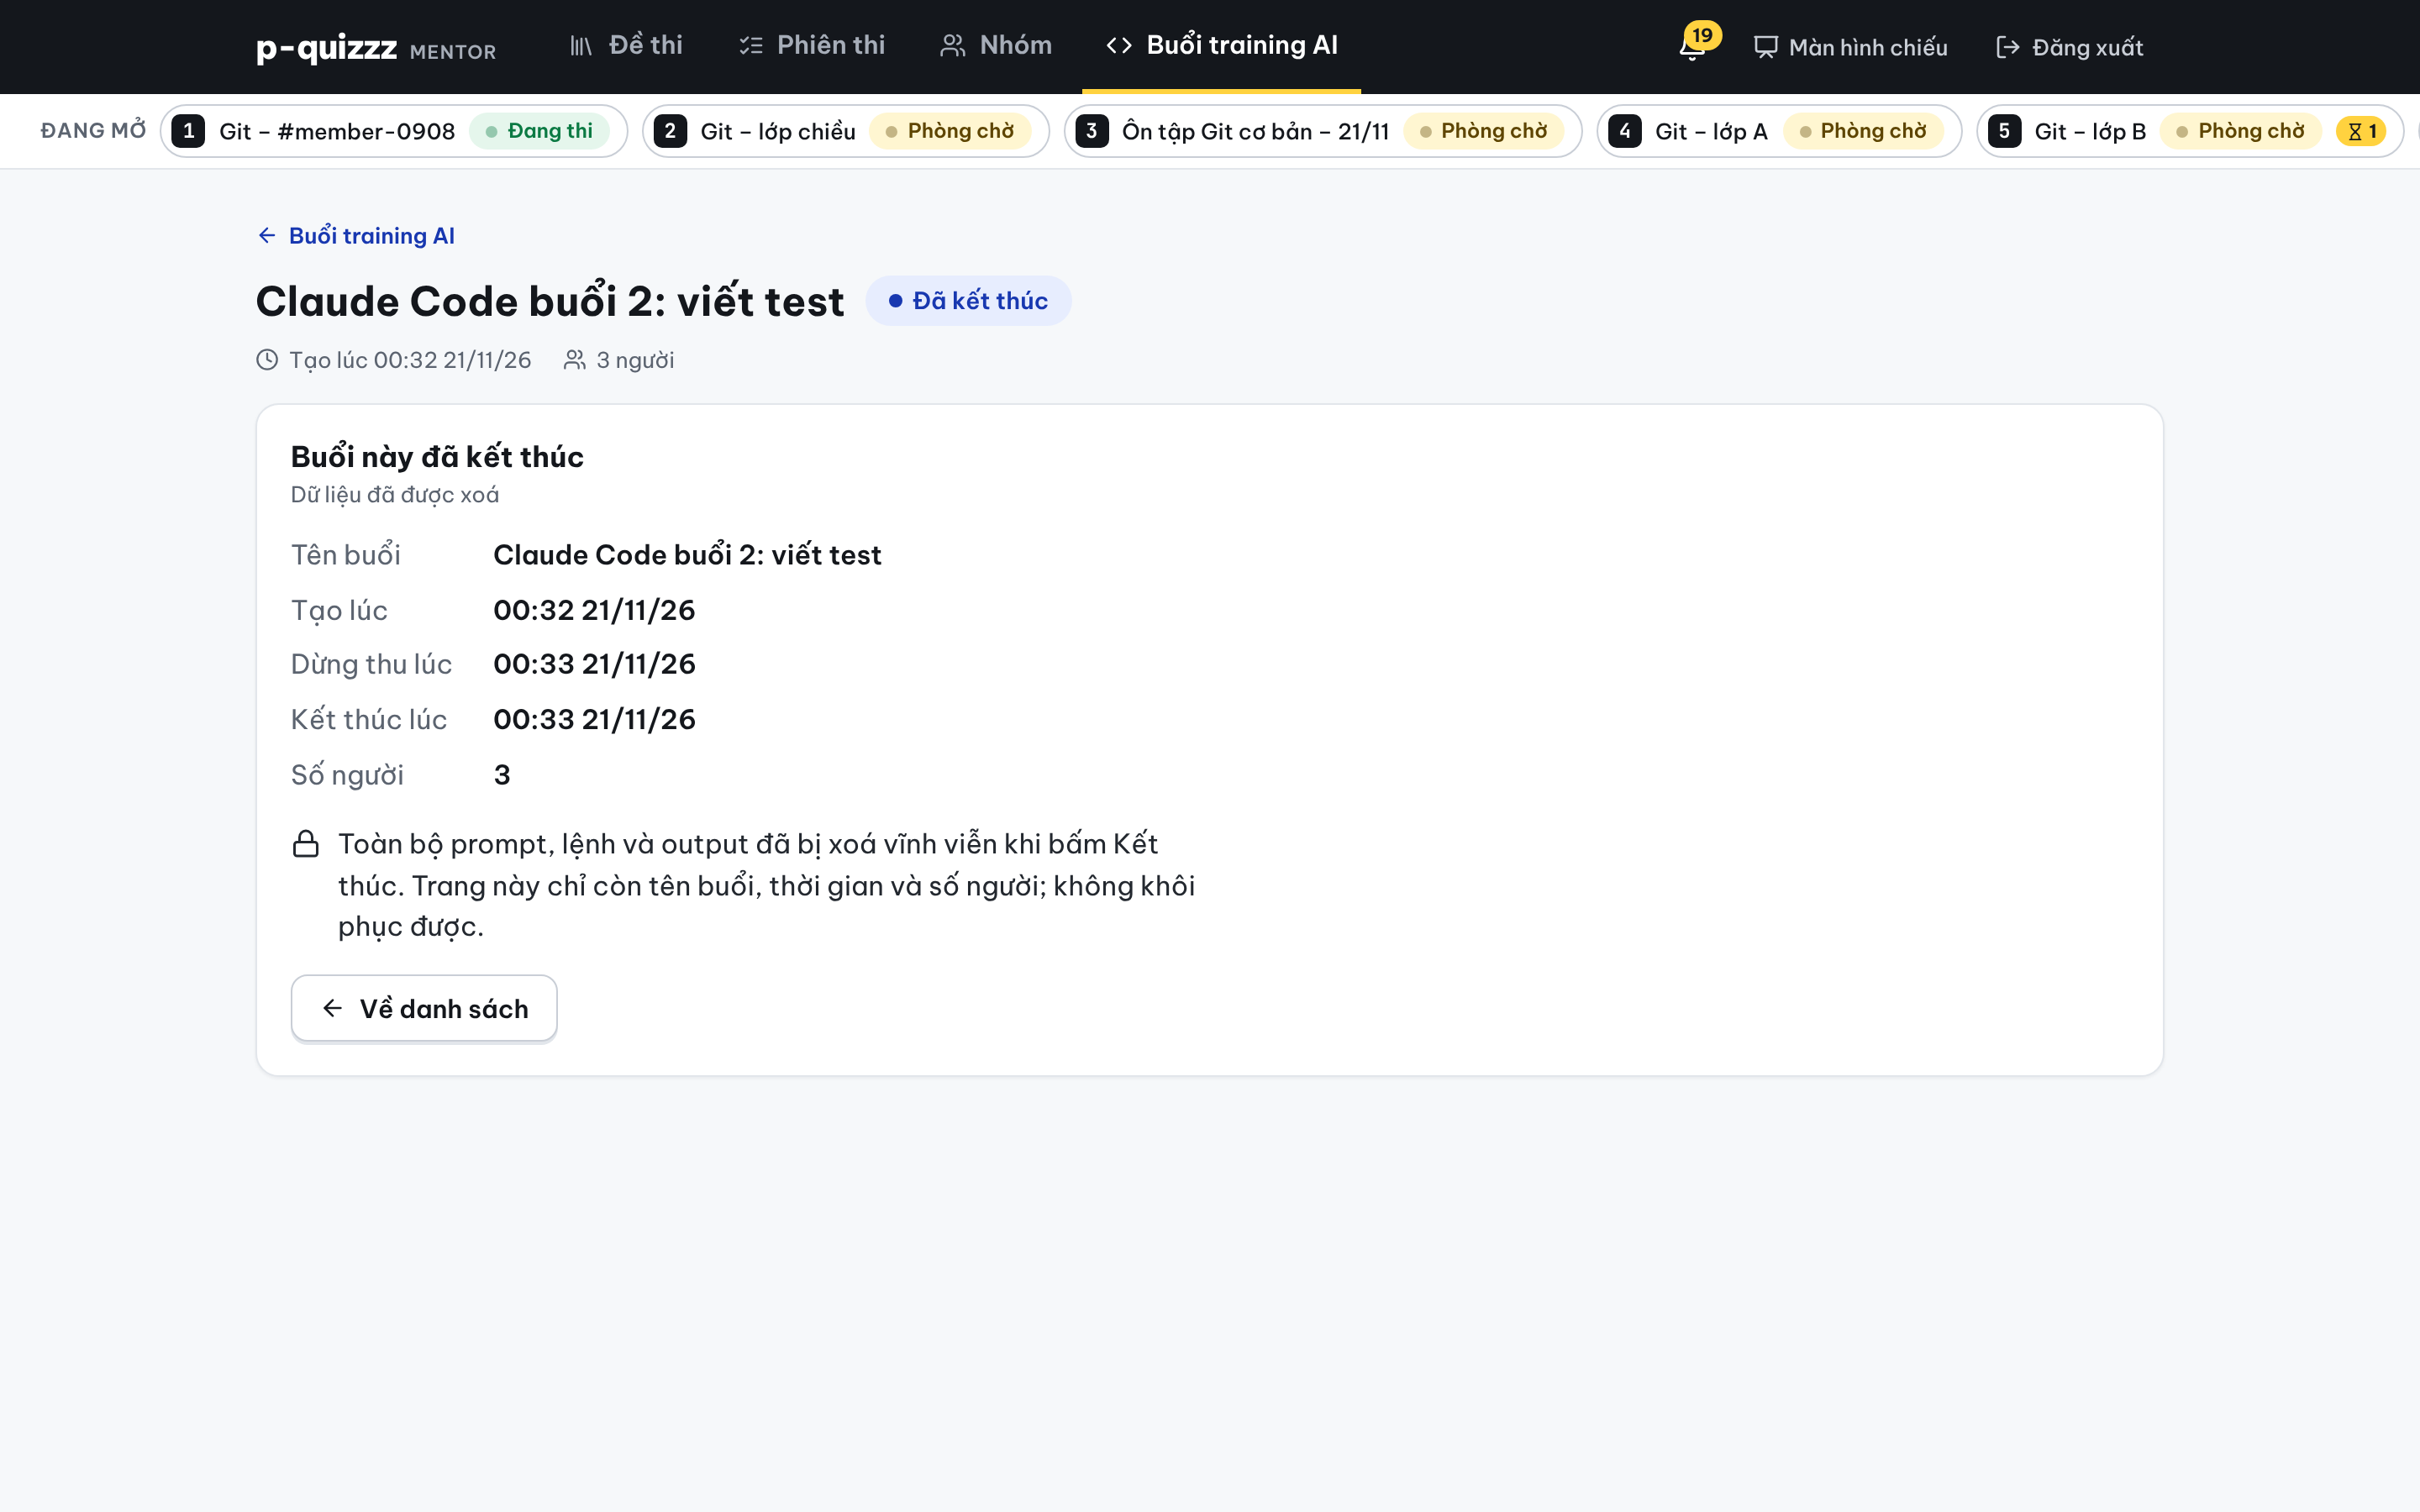 p-quizzz MENTOR Đề thi Phiên thi Nhóm Buổi training AI 19 Màn hình chiếu Đăng xuất
ĐANG MỞ 1 Git – #member-0908 Đang thi 2 Git – lớp chiều Phòng chờ 3 Ôn tập Git cơ bản – 21/11 Phòng chờ 4 Git – lớp A Phòng chờ 5 Git – lớp B Phòng chờ 1
Buổi training AI
Claude Code buổi 2: viết test Đã kết thúc
Tạo lúc 00:32 21/11/26 3 người
Buổi này đã kết thúc
Dữ liệu đã được xoá
Tên buổi Claude Code buổi 2: viết test
Tạo lúc 00:32 21/11/26
Dừng thu lúc 00:33 21/11/26
Kết thúc lúc 00:33 21/11/26
Số người 3
Toàn bộ prompt, lệnh và output đã bị xoá vĩnh viễn khi bấm Kết
thúc. Trang này chỉ còn tên buổi, thời gian và số người; không khôi
phục được.
Về danh sách